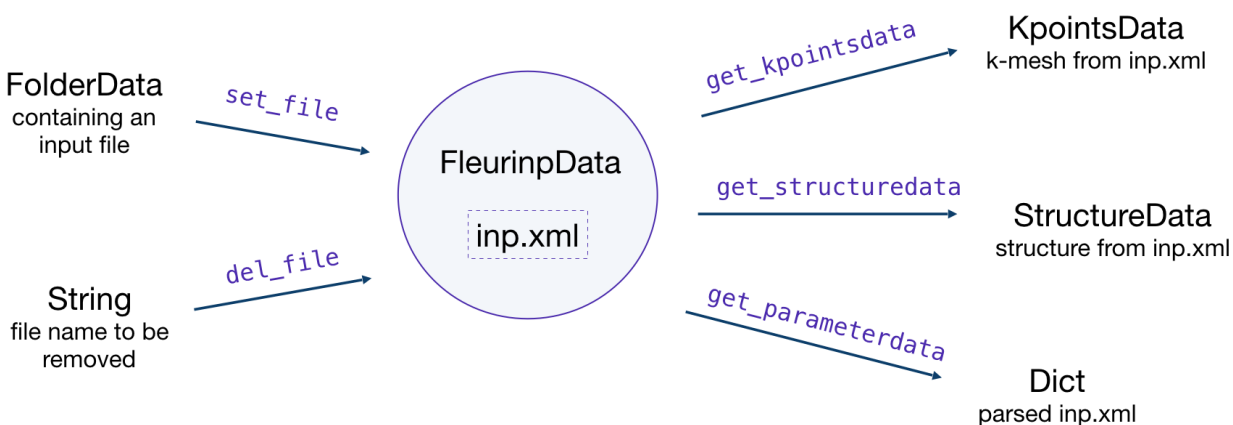 FolderData
containing an
input file
set_file
String
file name to be
removed
del_file
FleurinpData
inp.xml
get_kpointsdata
KpointsData
k-mesh from inp.xml
get_structuredata
StructureData
structure from inp.xml
get_parameterdata
Dict
parsed inp.xml